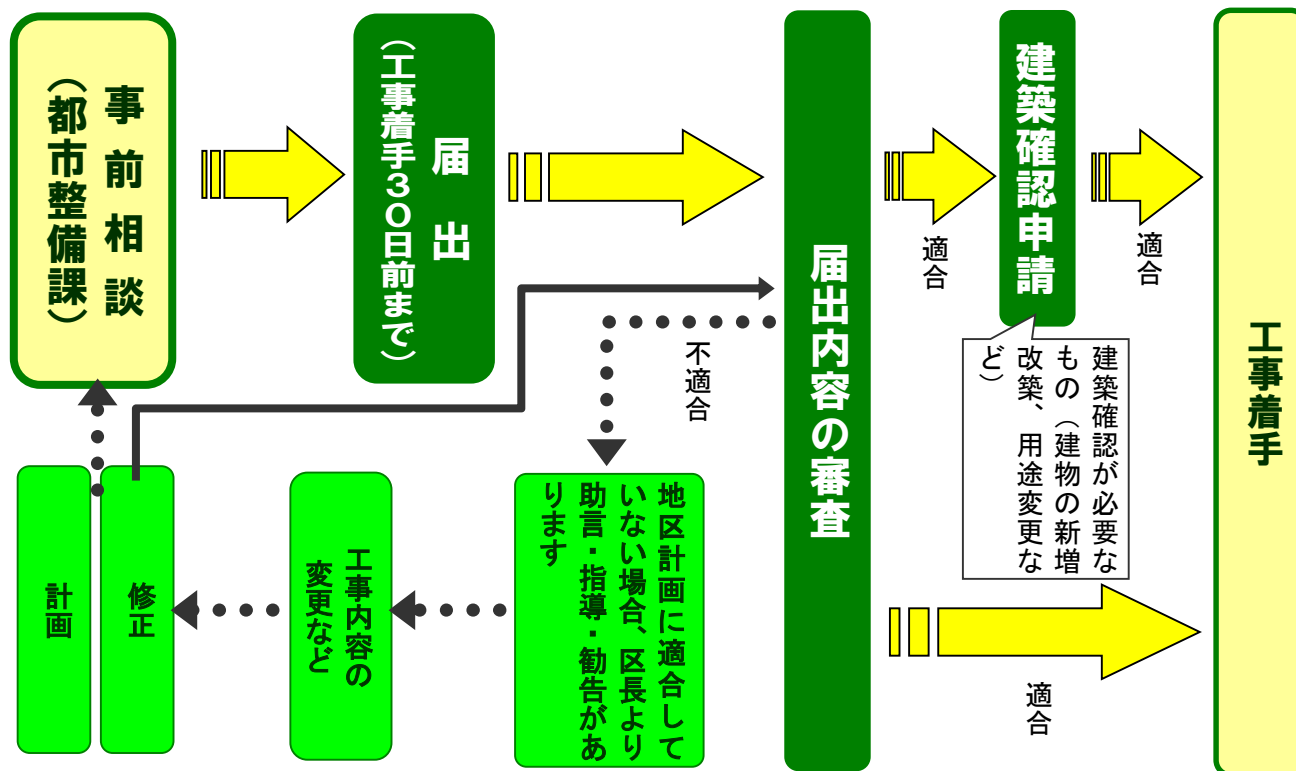 事前相談
（都市整備課）
届出
（工事着手３０日前まで）
届出内容の審査
適合
建築確認申請
適合
工事着手
建築確認が必要な
もの（建物の新増
改築、用途変更な
ど）
不適合
地区計画に適合して
いない場合、区長より
助言・指導・勧告があ
ります
工事内容の
変更など
修正
計画
適合